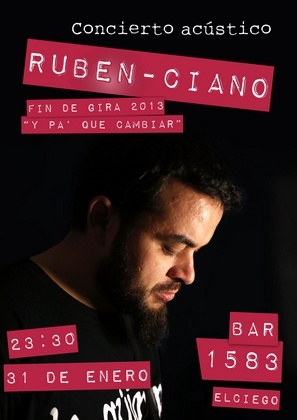 Concierto acústico
RUBEN-CIANO
FIN DE GIRA 2013
"Y PA' QUE CAMBIAR"
23:30
31 DE ENERO
BAR
1583
ELCIEGO